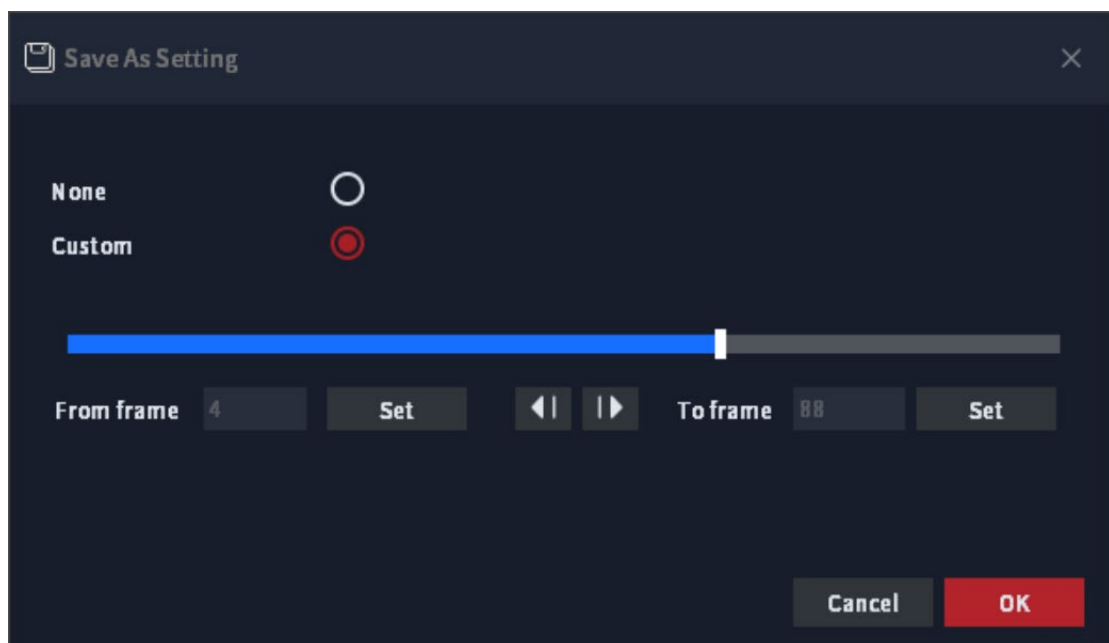 Save As Setting
None
Custom
From frame 4 Set To frame 88 Set
Cancel OK